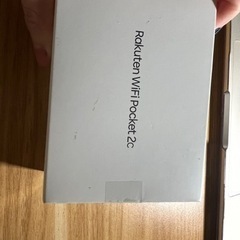 Rakuten WiFi Pocket 2c